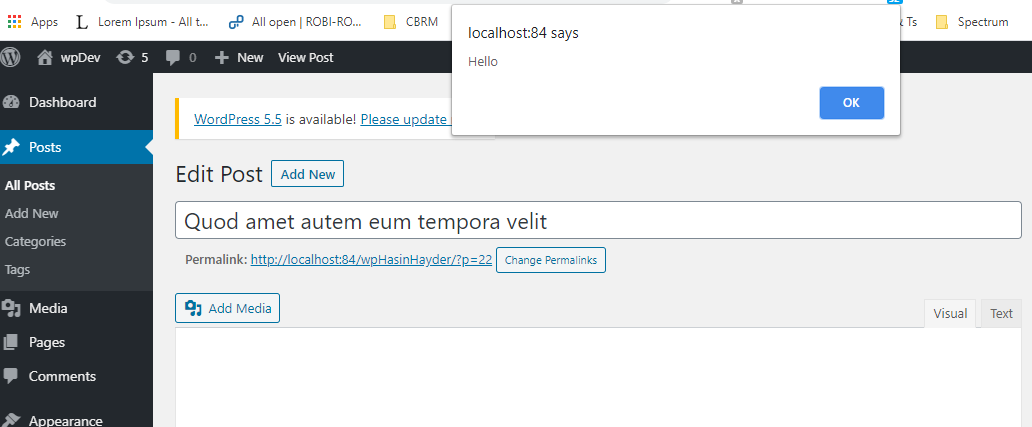 Apps
Lorem Ipsum - All t...
All open | ROBI-RO...
CBRM
& Ts
Spectrum
localhost:84 says
Hello
OK
wpDev
5
0
+ New
View Post
Dashboard
Posts
All Posts
Add New
Categories
Tags
Media
Pages
Comments
Appearance
WordPress 5.5 is available! Please update
Edit Post
Add New
Quod amet autem eum tempora velit
Permalink: http://localhost:84/wpHasinHayder/?p=22
Change Permalinks
Add Media
Visual
Text